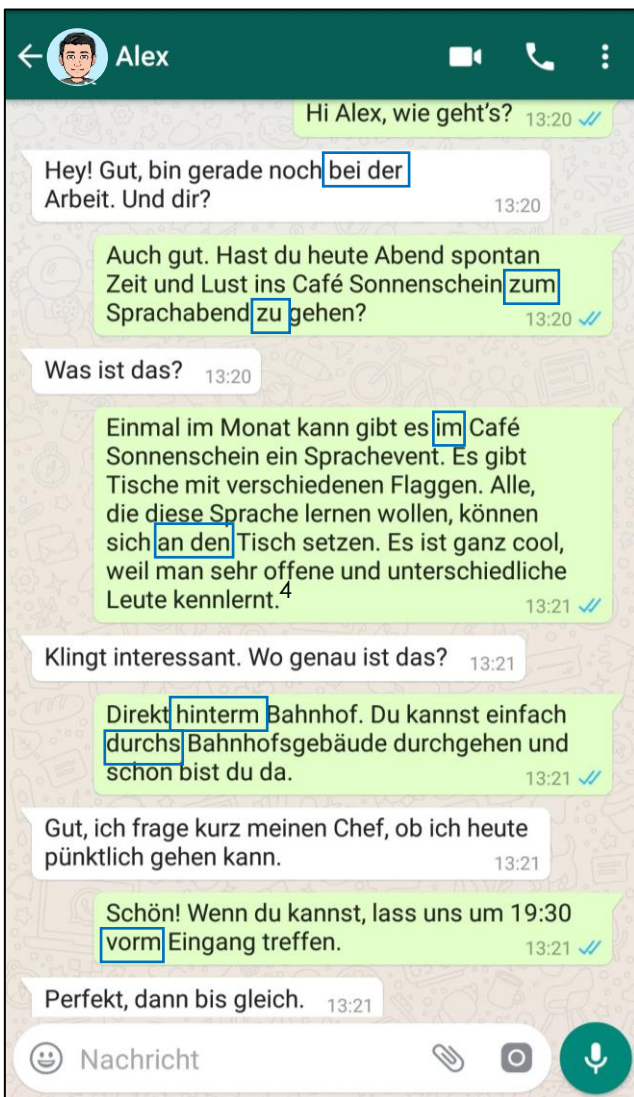 Alex
Hi Alex, wie geht's? 13:20
Hey! Gut, bin gerade noch bei der
Arbeit. Und dir? 13:20
Auch gut. Hast du heute Abend spontan
Zeit und Lust ins Café Sonnenschein zum
Sprachabend zu gehen? 13:20
Was ist das? 13:20
Einmal im Monat kann gibt es im Café
Sonnenschein ein Sprachevent. Es gibt
Tische mit verschiedenen Flaggen. Alle,
die diese Sprache lernen wollen, können
sich an den Tisch setzen. Es ist ganz cool,
weil man sehr offene und unterschiedliche
Leute kennlernt.4 13:21
Klingt interessant. Wo genau ist das? 13:21
Direkt hinterm Bahnhof. Du kannst einfach
durchs Bahnhofsgebäude durchgehen und
schon bist du da. 13:21
Gut, ich frage kurz meinen Chef, ob ich heute
pünktlich gehen kann. 13:21
Schön! Wenn du kannst, lass uns um 19:30
vorm Eingang treffen. 13:21
Perfekt, dann bis gleich. 13:21
Nachricht